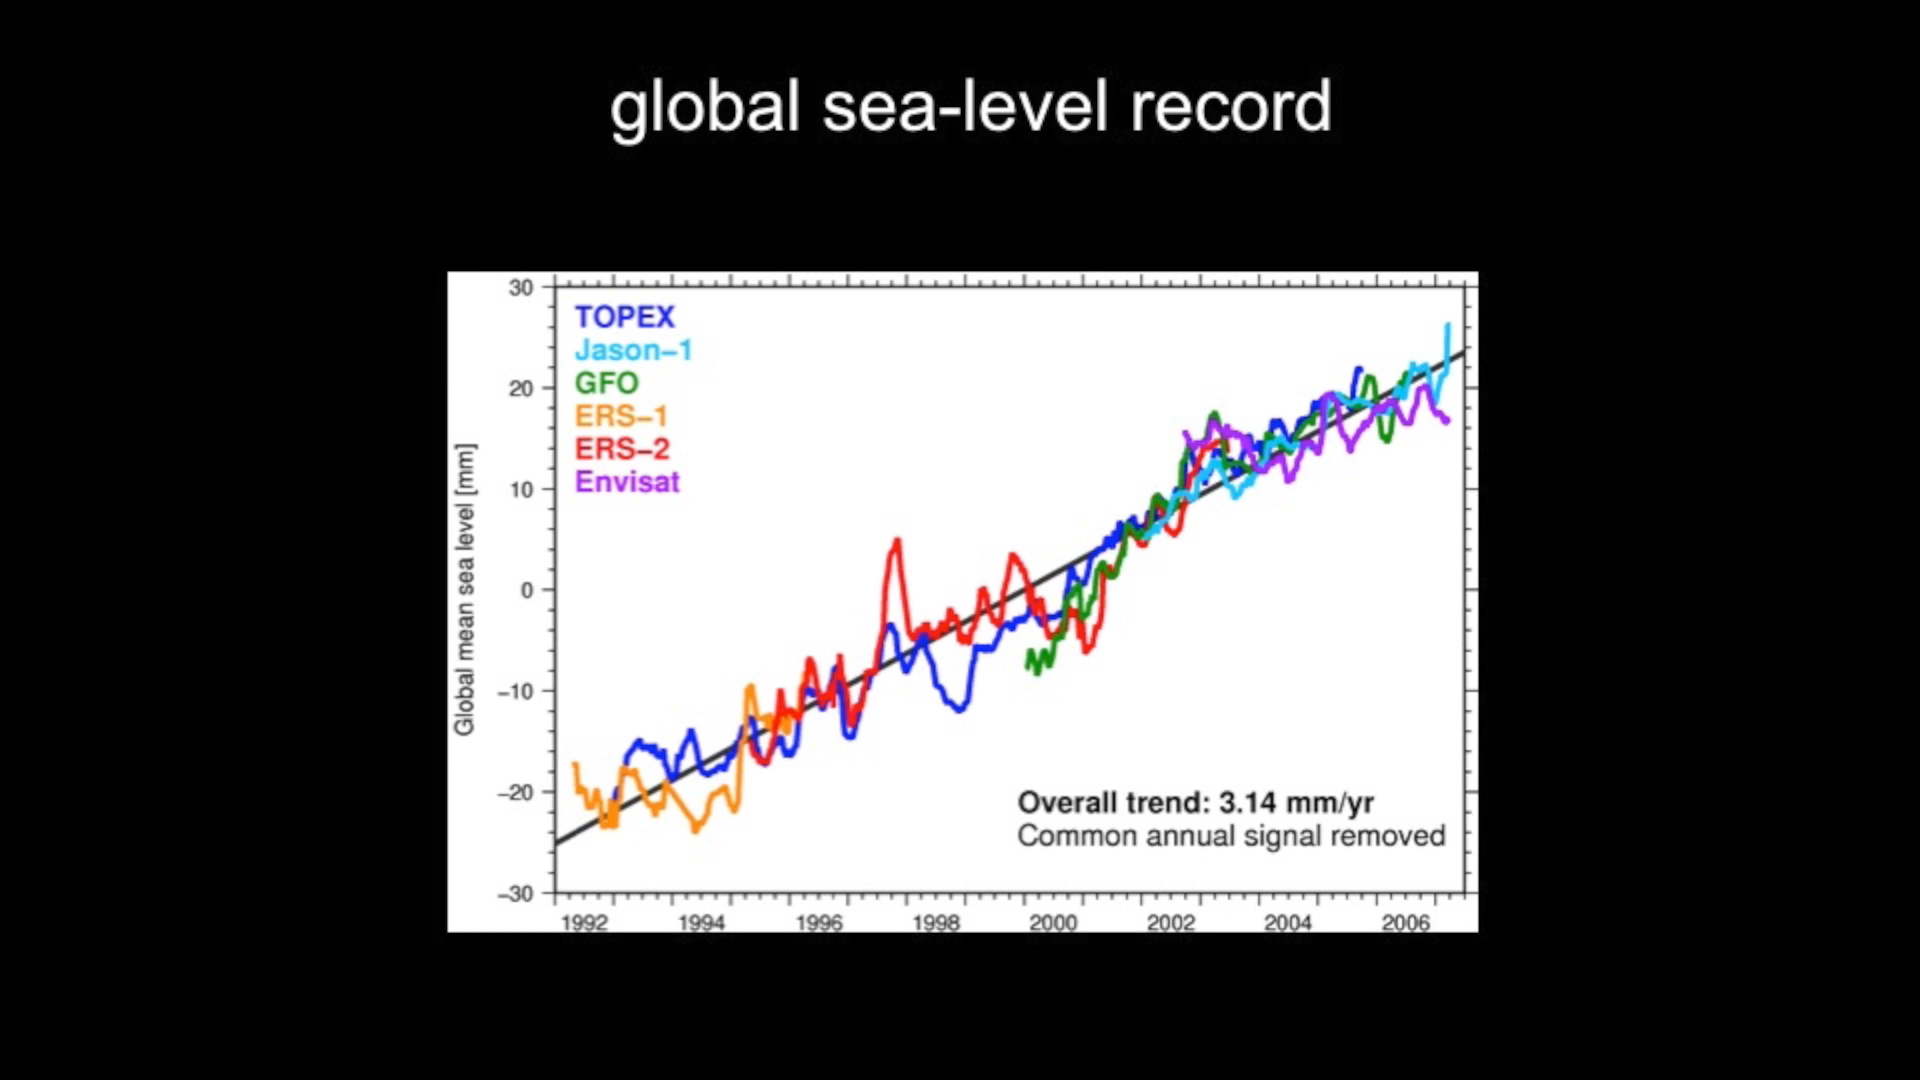 global sea-level record
30
20
10
0
−10
−20
−30
Global mean sea level [mm]
TOPEX
Jason−1
GFO
ERS−1
ERS−2
Envisat
Overall trend: 3.14 mm/yr
Common annual signal removed
1992 1994 1996 1998 2000 2002 2004 2006